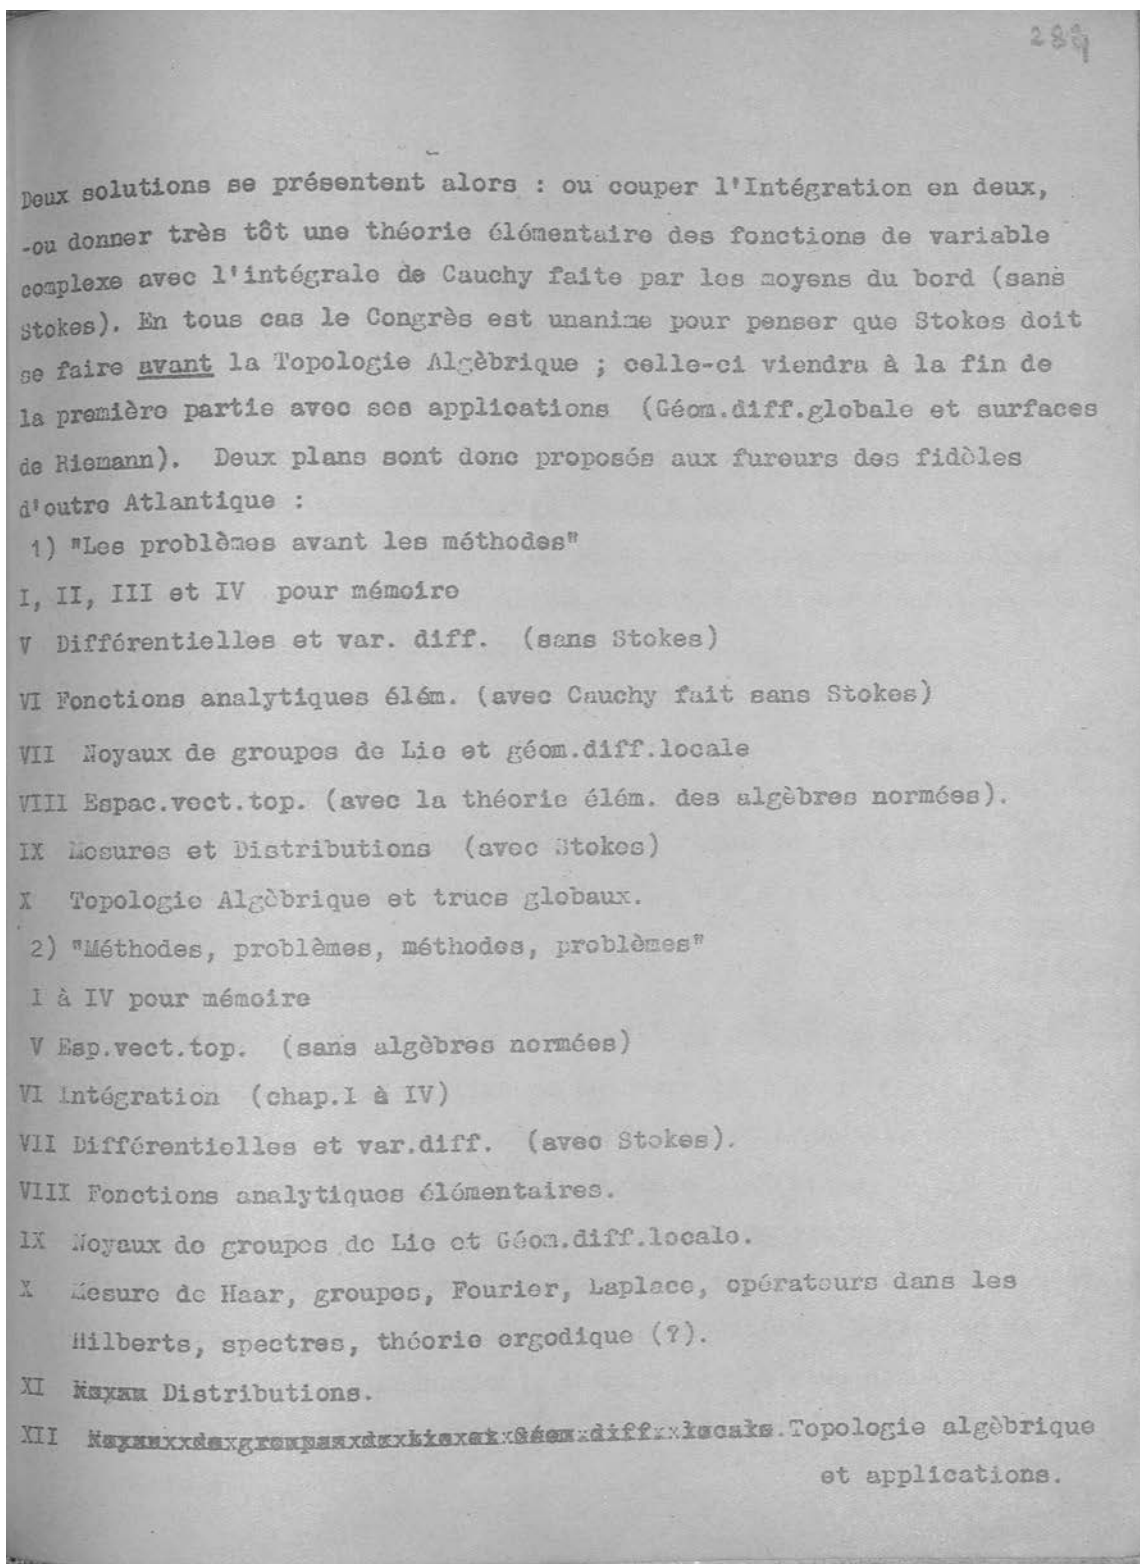 Deux solutions se présentent alors : ou couper l'Intégration en deux,
-ou donner très tôt une théorie élémentaire des fonctions de variable
complexe avec l'intégrale de Cauchy faite par les moyens du bord (sans
Stokes). En tous cas le Congrès est unanime pour penser que Stokes doit
se faire avant la Topologie Algèbrique ; celle-ci viendra à la fin de
la première partie avec ses applications (Géom.diff.globale et surfaces
de Riemann). Deux plans sont donc proposés aux fureurs des fidèles
d'outre Atlantique :
1) "Les problèmes avant les méthodes"
I, II, III et IV pour mémoire
V Différentielles et var. diff. (sans Stokes)
VI Fonctions analytiques élém. (avec Cauchy fait sans Stokes)
VII Noyaux de groupes de Lie et géom.diff.locale
VIII Espac.vect.top. (avec la théorie élém. des algèbres normées).
IX Mesures et Distributions (avec Stokes)
X Topologie Algèbrique et trucs globaux.
2) "Méthodes, problèmes, méthodes, problèmes"
I à IV pour mémoire
V Esp.vect.top. (sans algèbres normées)
VI Intégration (chap.I à IV)
VII Différentielles et var.diff. (avec Stokes).
VIII Fonctions analytiques élémentaires.
IX Noyaux de groupes de Lie et Géom.diff.locale.
X Mesure de Haar, groupes, Fourier, Laplace, opérateurs dans les
Hilberts, spectres, théorie ergodique (?).
XI Noyau Distributions.
XII Noyaux de groupes de Lie et Géom.diff. locale.Topologie algèbrique
et applications.